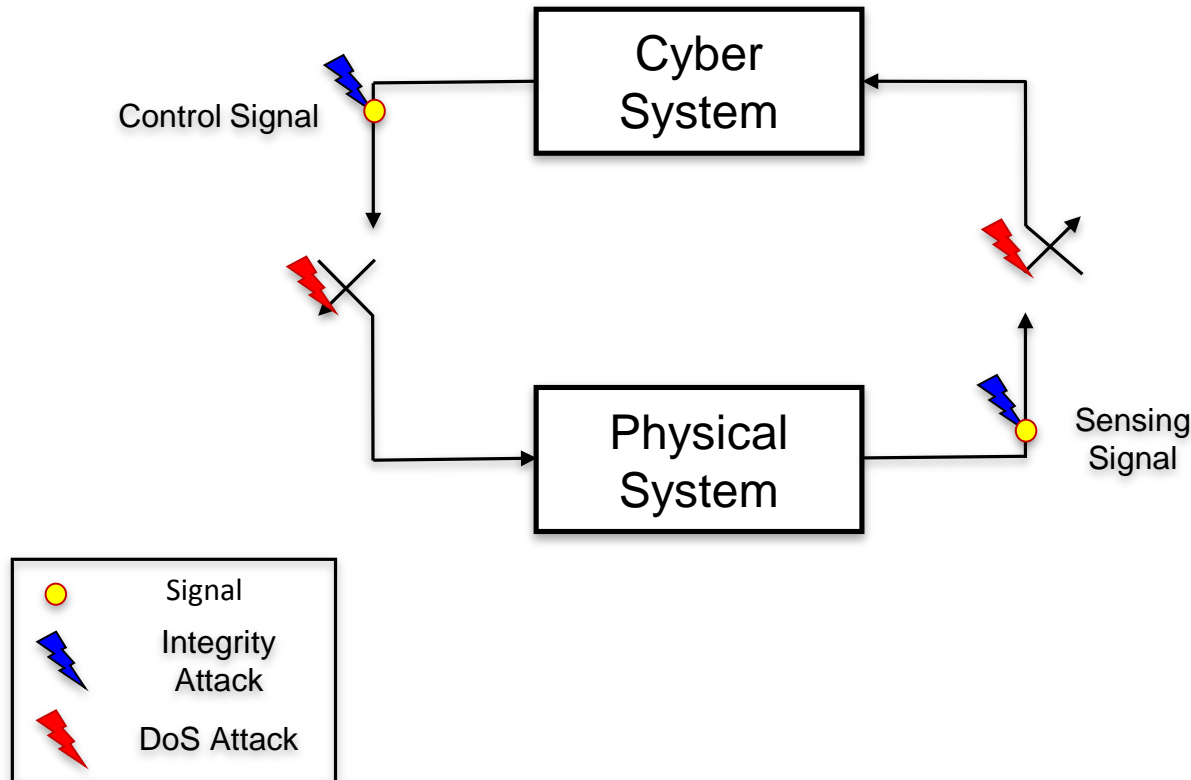 Cyber
System
Control Signal
Physical
System
Sensing
Signal
Signal
Integrity
Attack
DoS Attack